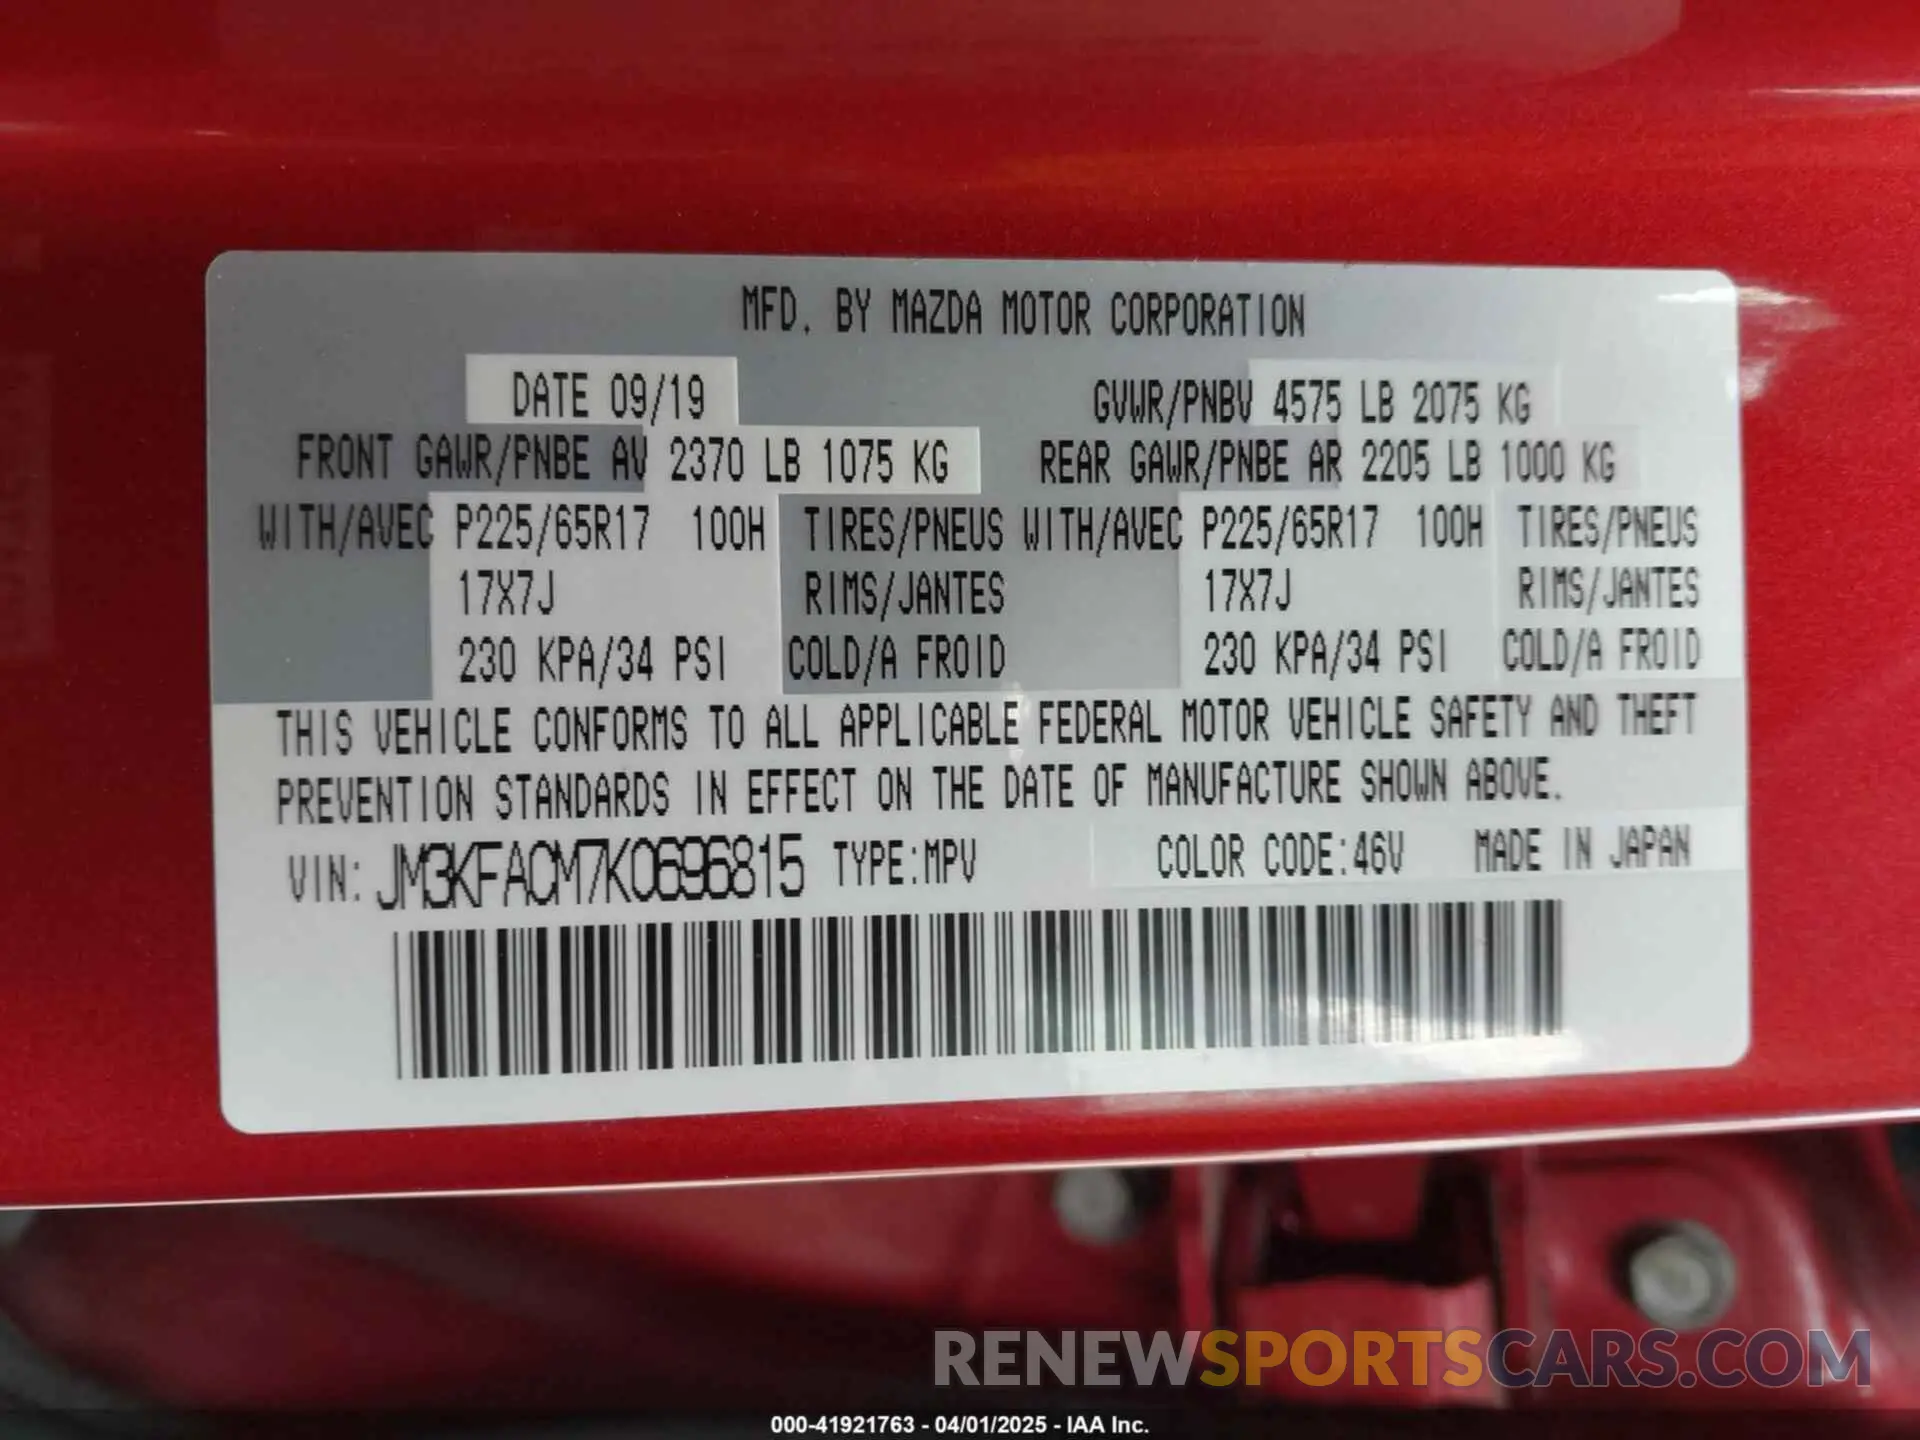 MFD. BY MAZDA MOTOR CORPORATION
DATE 09/19 GVWR/PNBV 4575 LB 2075 KG
FRONT GAWR/PNBE AV 2370 LB 1075 KG REAR GAWR/PNBE AR 2205 LB 1000 KG
WITH/AVEC P225/65R17 100H TIRES/PNEUS WITH/AVEC P225/65R17 100H TIRES/PNEUS
17X7J RIMS/JANTES 17X7J RIMS/JANTES
230 KPA/34 PSI COLD/A FROID 230 KPA/34 PSI COLD/A FROID
THIS VEHICLE CONFORMS TO ALL APPLICABLE FEDERAL MOTOR VEHICLE SAFETY AND THEFT
PREVENTION STANDARDS IN EFFECT ON THE DATE OF MANUFACTURE SHOWN ABOVE.
VIN: JM3KFACM7K0696815 TYPE:MPV COLOR CODE:46V MADE IN JAPAN
RENEWSPORTSCARS.COM
000-41921763 - 04/01/2025 - IAA Inc.